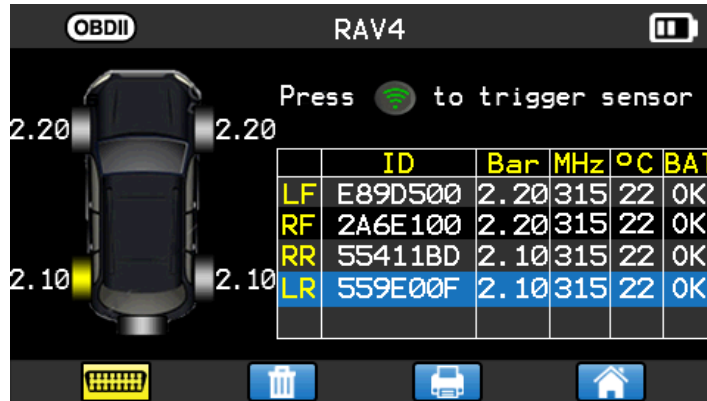 OBDII RAV4
Press to trigger sensor
2.20 2.20
ID Bar MHz ºC BAT
LF E89D500 2.20 315 22 OK
RF 2A6E100 2.20 315 22 OK
RR 55411BD 2.10 315 22 OK
2.10 2.10
LR 559E00F 2.10 315 22 OK